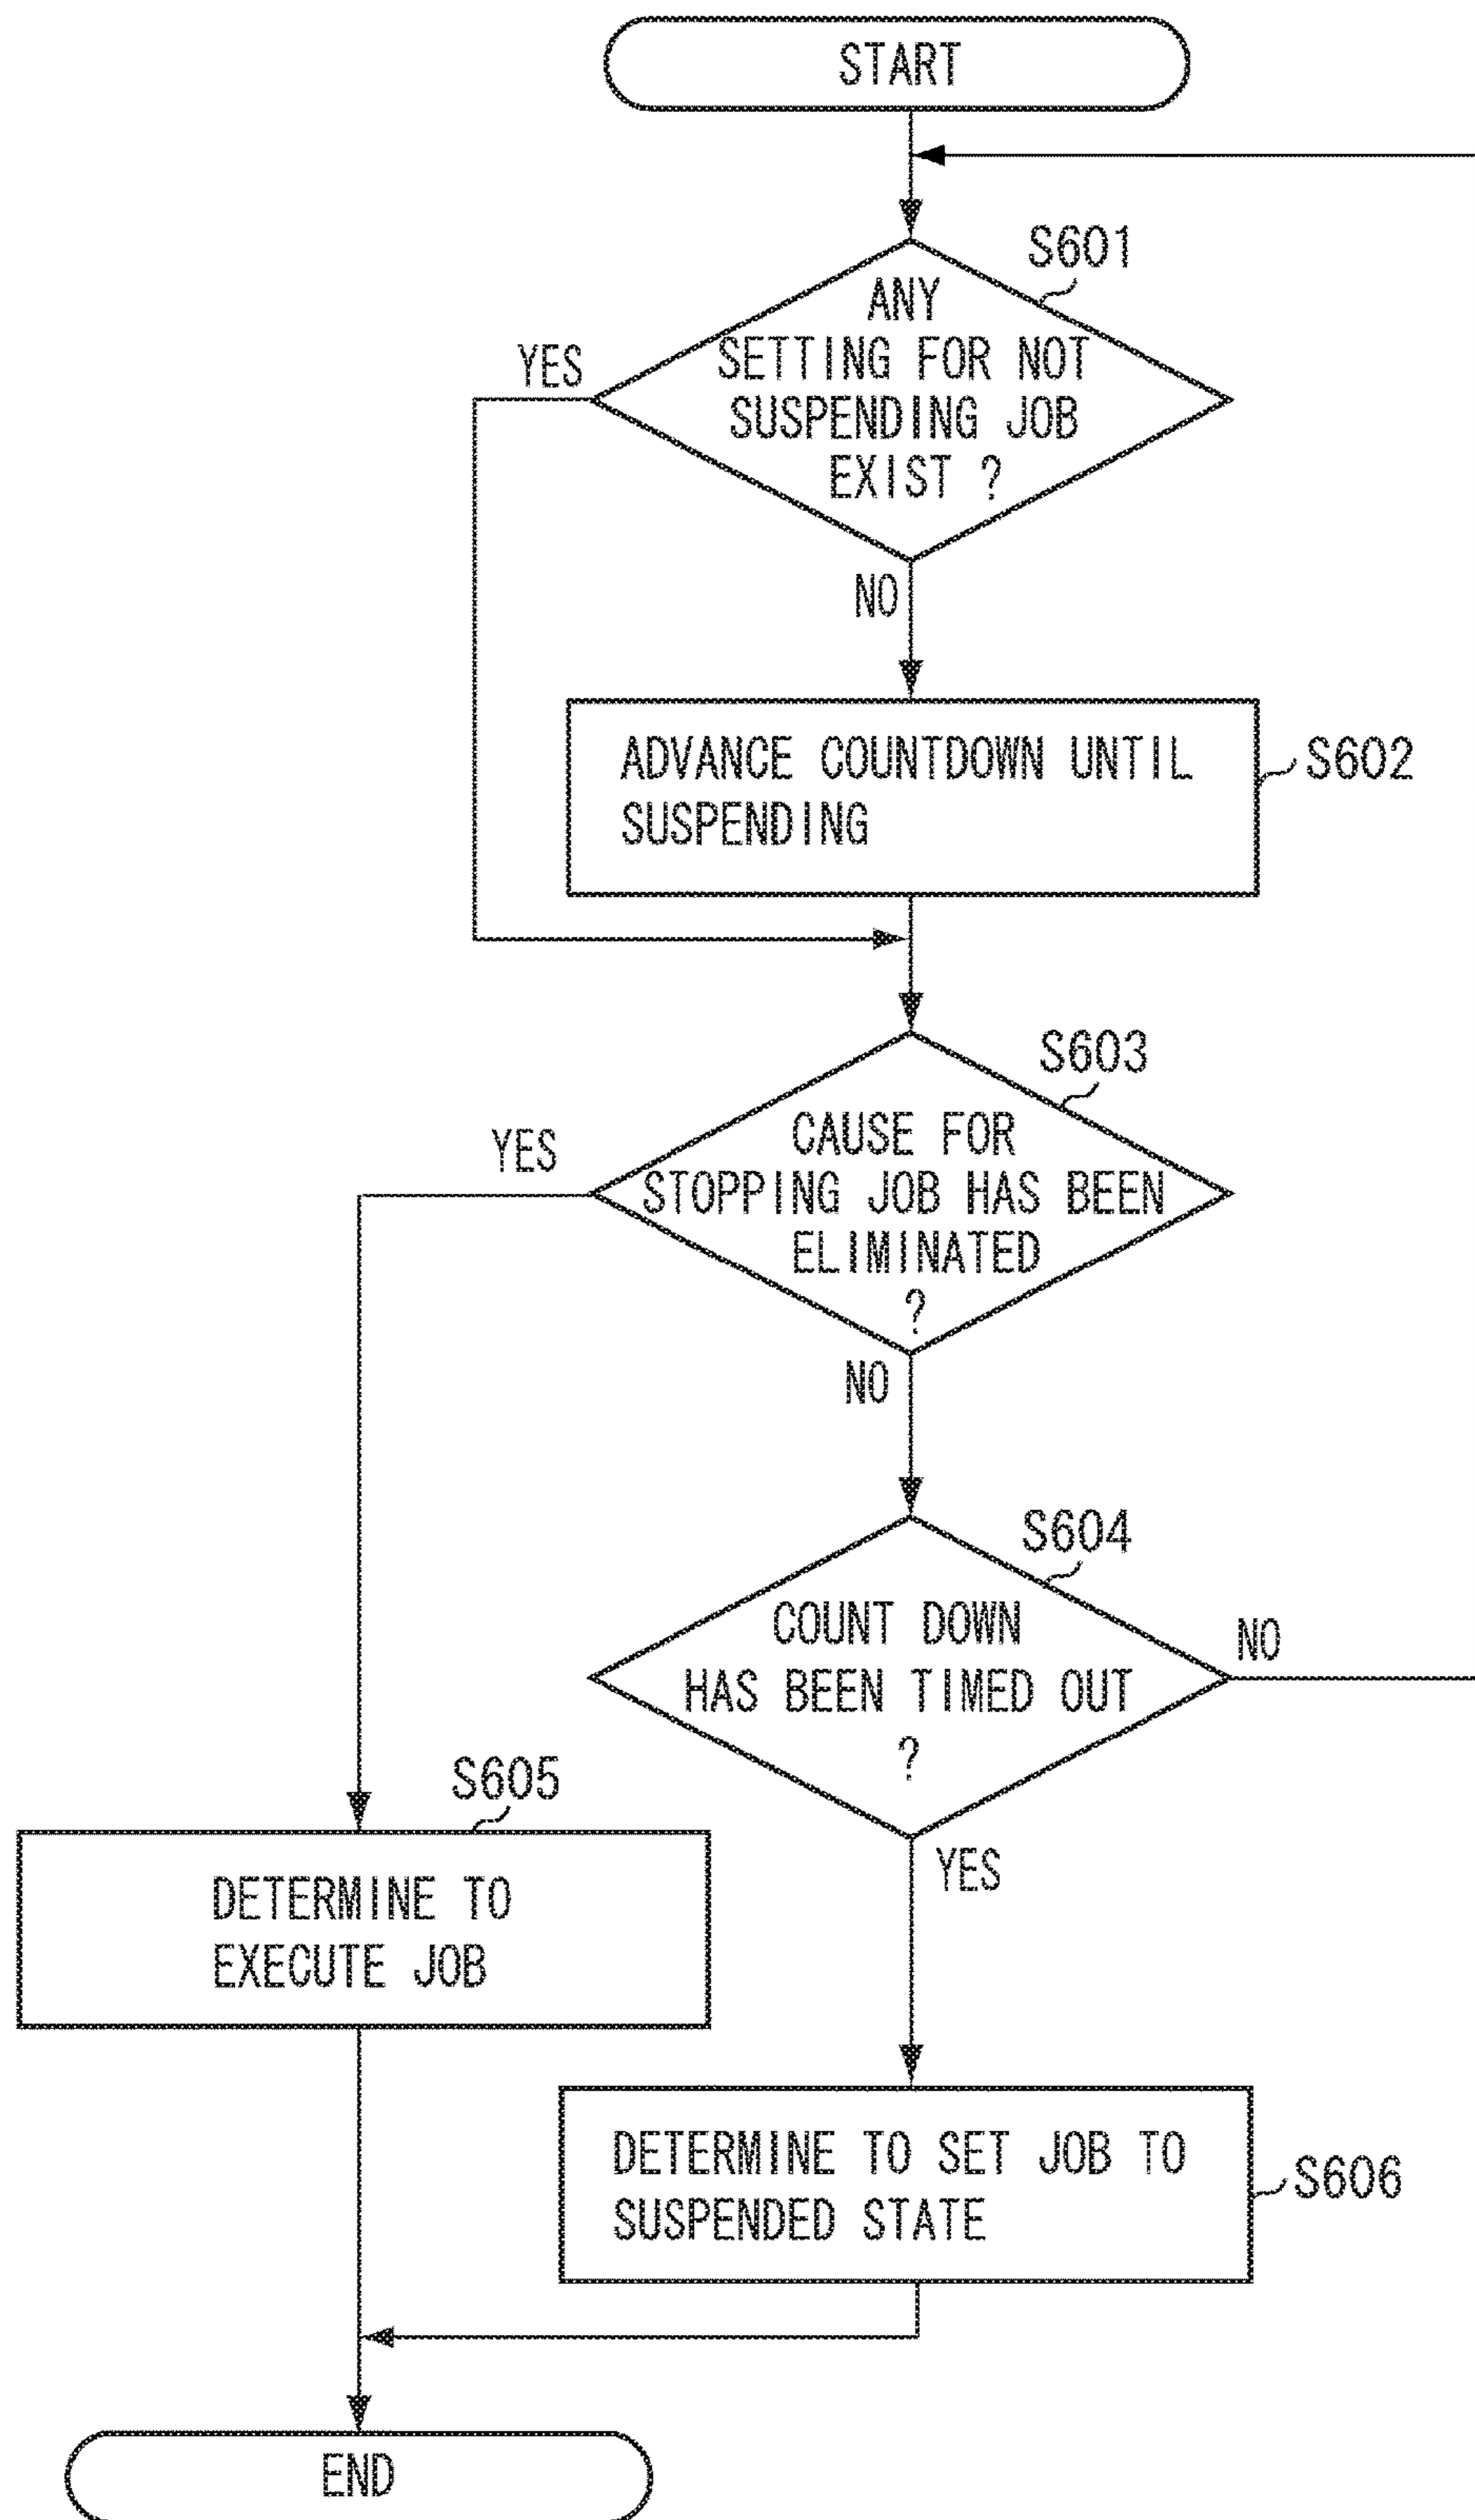 START
S601
ANY
SETTING FOR NOT
SUSPENDING JOB
EXIST ?
YES
NO
ADVANCE COUNTDOWN UNTIL
SUSPENDING
S602
S603
CAUSE FOR
STOPPING JOB HAS BEEN
ELIMINATED
?
YES
NO
S604
COUNT DOWN
HAS BEEN TIMED OUT
?
NO
YES
S605
DETERMINE TO
EXECUTE JOB
DETERMINE TO SET JOB TO
SUSPENDED STATE
S606
END